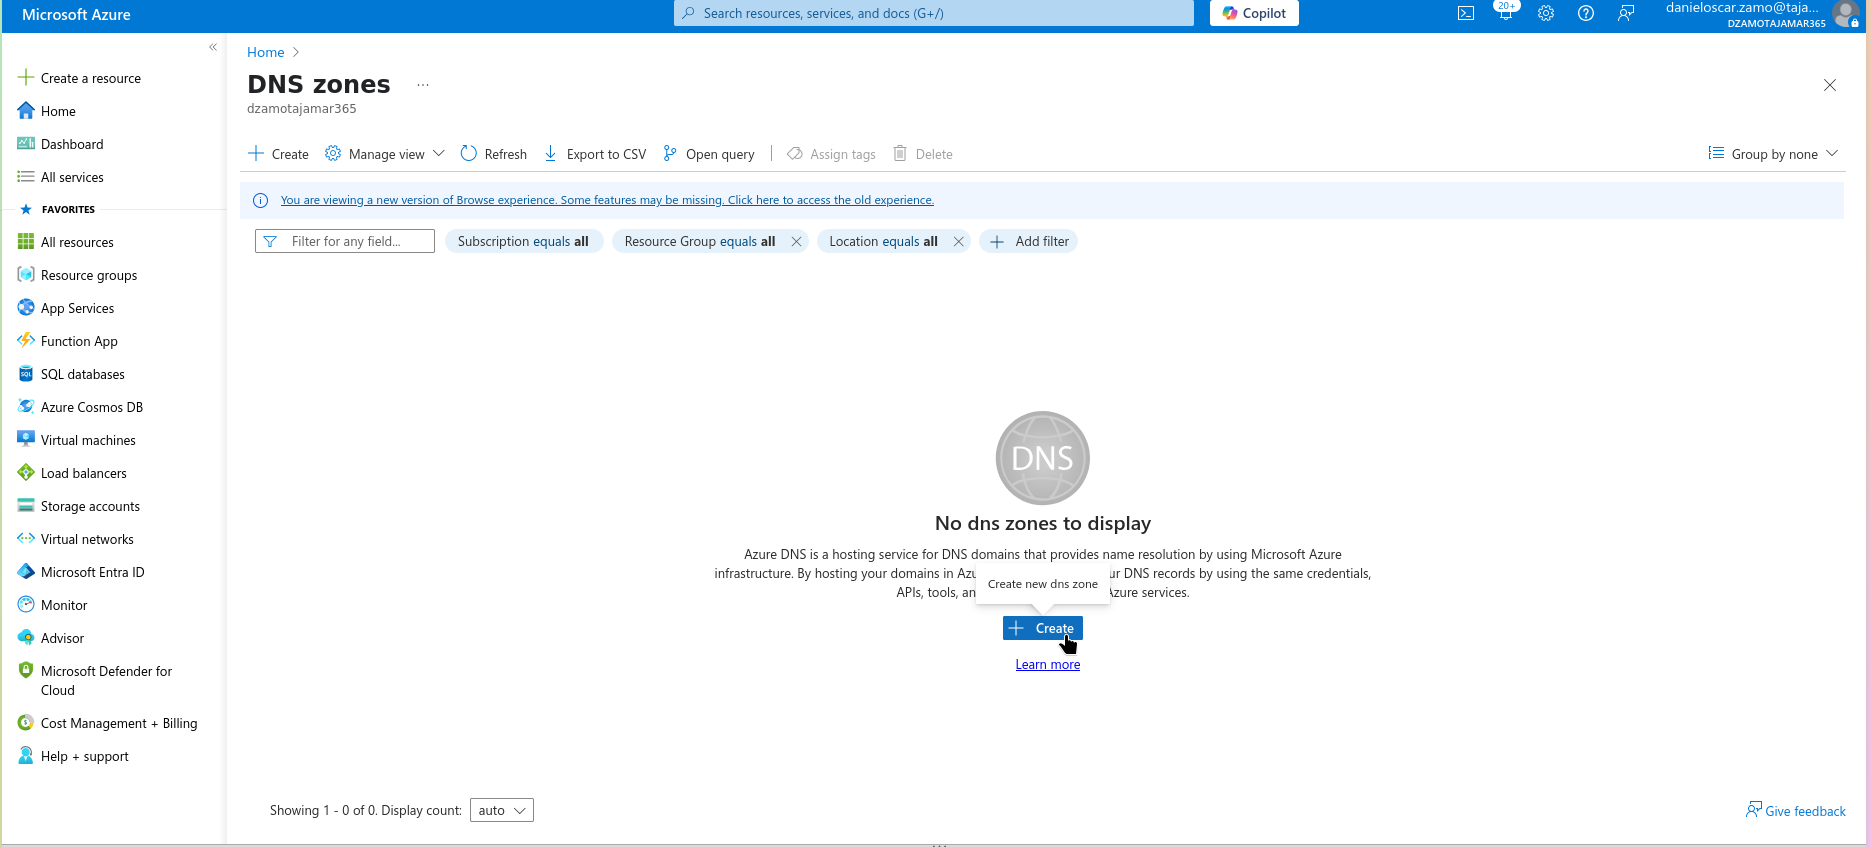 Microsoft Azure
Search resources, services, and docs (G+/)
Copilot
20+
danieloscar.zamo@taja...
DZAMOTAJAMAR365
Create a resource
Home
Dashboard
All services
FAVORITES
All resources
Resource groups
App Services
Function App
SQL databases
Azure Cosmos DB
Virtual machines
Load balancers
Storage accounts
Virtual networks
Microsoft Entra ID
Monitor
Advisor
Microsoft Defender for
Cloud
Cost Management + Billing
Help + support
Home
DNS zones
dzamotajamar365
Create
Manage view
Refresh
Export to CSV
Open query
Assign tags
Delete
Group by none
You are viewing a new version of Browse experience. Some features may be missing. Click here to access the old experience.
Filter for any field...
Subscription equals all
Resource Group equals all
Location equals all
Add filter
DNS
No dns zones to display
Azure DNS is a hosting service for DNS domains that provides name resolution by using Microsoft Azure
infrastructure. By hosting your domains in DNS records by using the same credentials,
APIs, tools, Azure services.
Create new dns zone
Create
Learn more
Showing 1 - 0 of 0. Display count:
auto
Give feedback